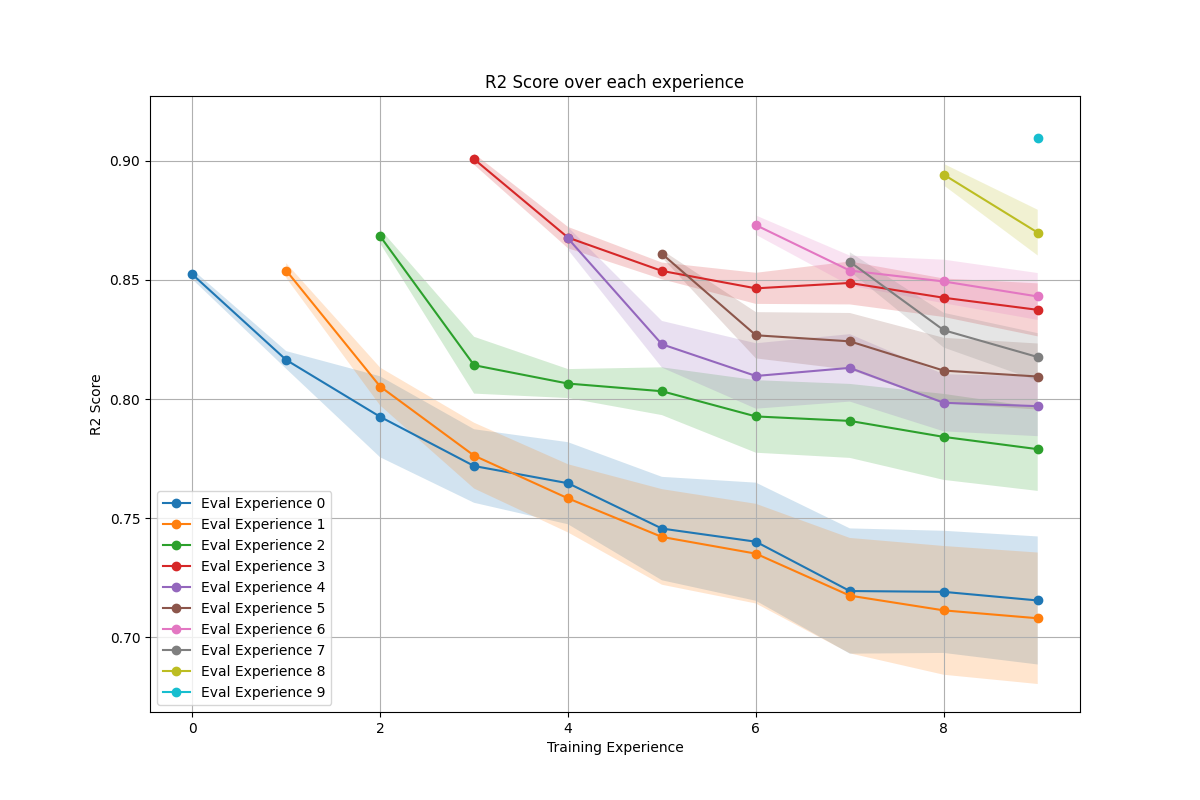 R2 Score over each experience
R2 Score
0.90
0.85
0.80
0.75
0.70
Eval Experience 0
Eval Experience 1
Eval Experience 2
Eval Experience 3
Eval Experience 4
Eval Experience 5
Eval Experience 6
Eval Experience 7
Eval Experience 8
Eval Experience 9
0 2 4 6 8
Training Experience